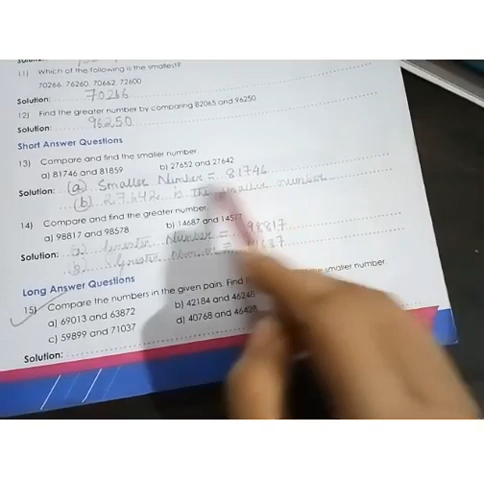 11) Which of the following is the smallest?
70266, 76260, 70662, 72600
Solution: 70266
12) Find the greater number by comparing 82065 and 96250
Solution: 96250
Short Answer Questions
13) Compare and find the smaller number
a) 81746 and 81859 b) 27652 and 27642
Solution: (a) Smaller Number = 81746
(b) 27642 is the smaller number
14) Compare and find the greater number.
a) 98817 and 98578 b) 14687 and
Solution: a) Greater Number = 98817
Greater Number =
Long Answer Questions
15) Compare the numbers in the given pairs. Find smaller number.
a) 69013 and 63872 b) 42184 and 46248
c) 59899 and 71037 d) 40768 and 46428
Solution: